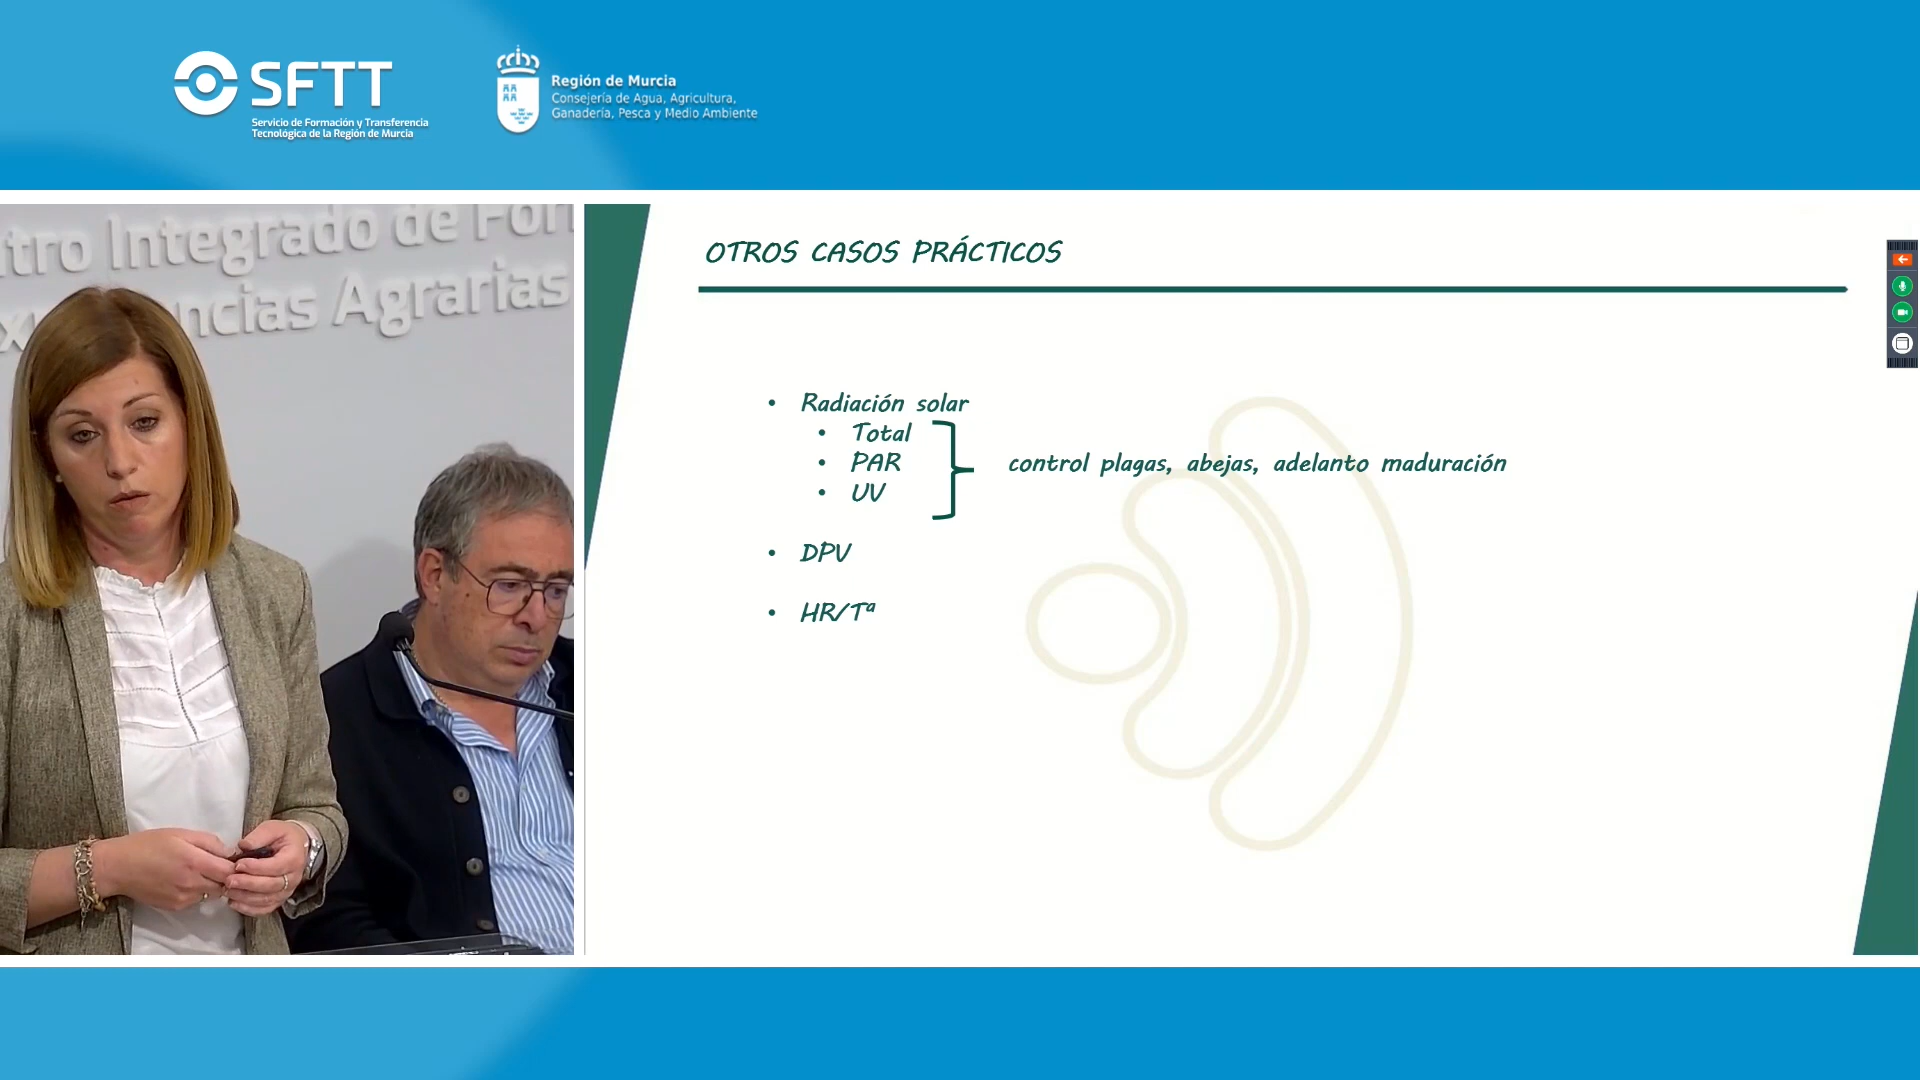 SFTT
Servicio de Formación y Transferencia
Tecnológica de la Región de Murcia
Región de Murcia
Consejería de Agua, Agricultura,
Ganadería, Pesca y Medio Ambiente
tro Integrado de For
ncias Agrarias
OTROS CASOS PRÁCTICOS
• Radiación solar
• Total
• PAR
• UV
control plagas, abejas, adelanto maduración
• DPV
• HR/Tª